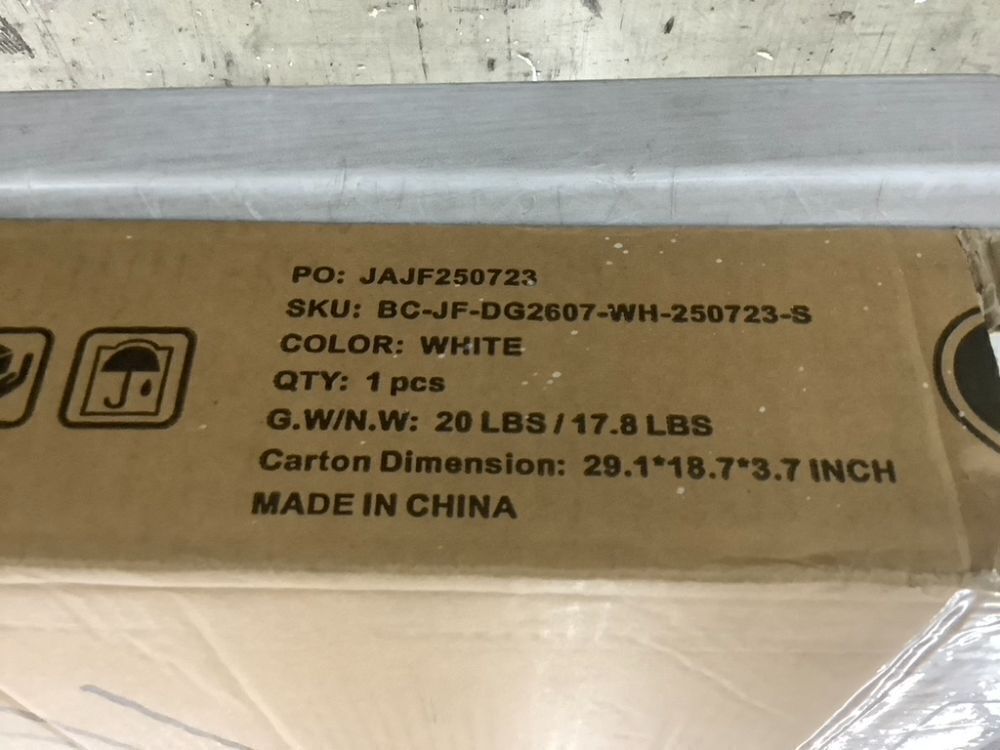 PO: JAJF250723
SKU: BC-JF-DG2607-WH-250723-S
COLOR: WHITE
QTY: 1 pcs
G.W/N.W: 20 LBS / 17.8 LBS
Carton Dimension: 29.1*18.7*3.7 INCH
MADE IN CHINA